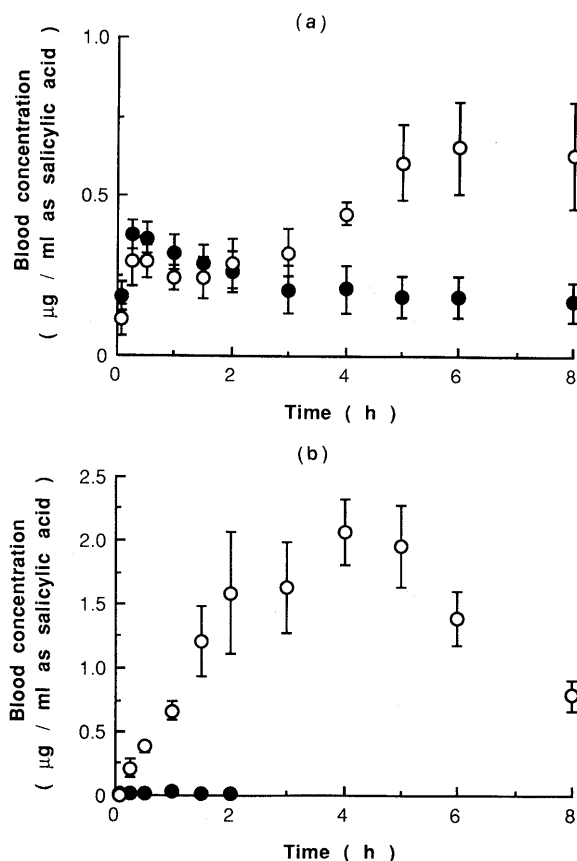 (a)
Blood concentration
( μg / ml as salicylic acid )
1.0
0.5
0
0 2 4 6 8
Time ( h )
(b)
Blood concentration
( μg / ml as salicylic acid )
2.5
2.0
1.5
1.0
0.5
0
0 2 4 6 8
Time ( h )